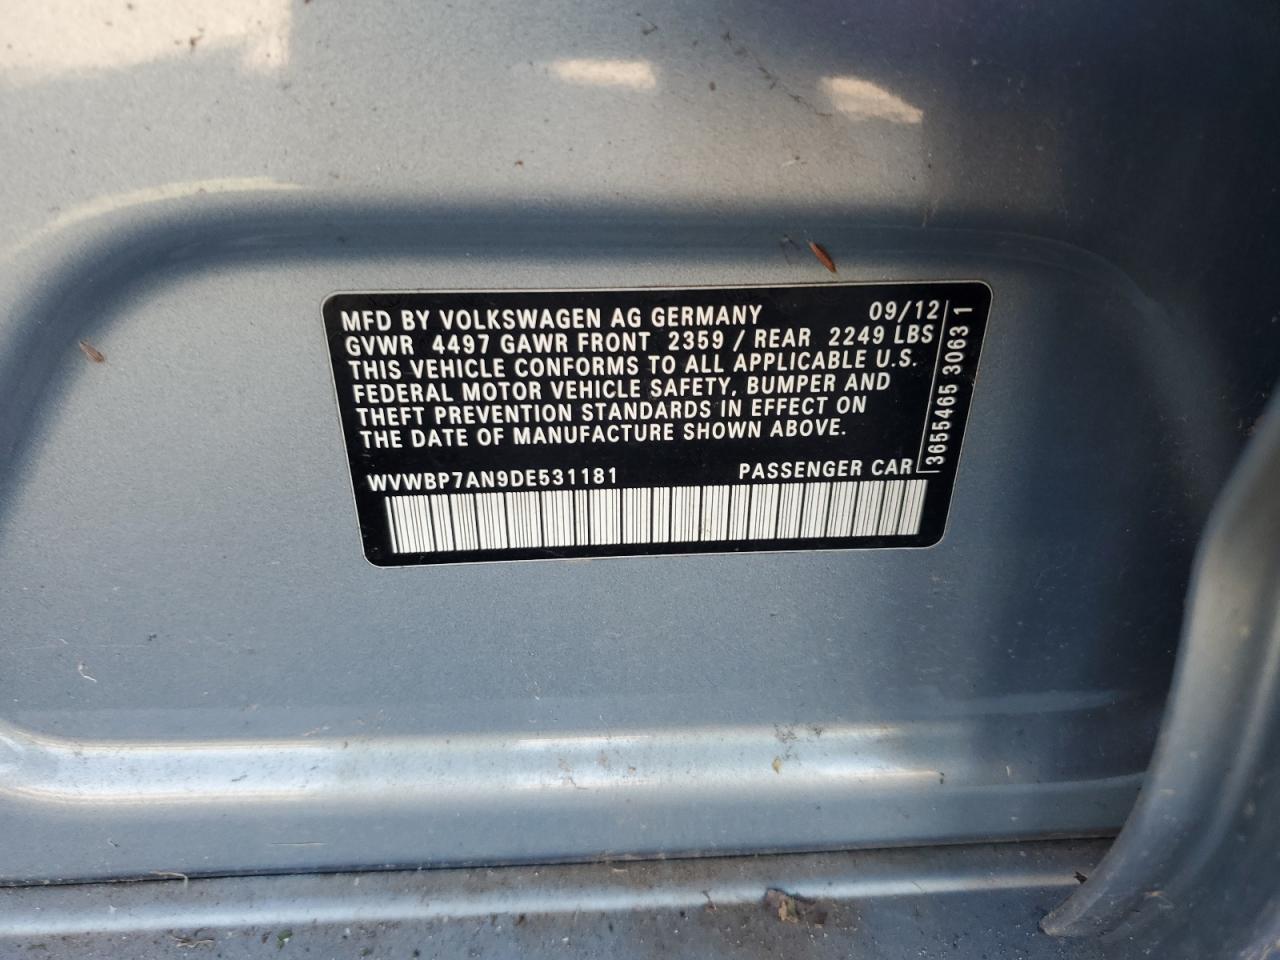 MFD BY VOLKSWAGEN AG GERMANY 09/12
GVWR 4497 GAWR FRONT 2359 / REAR 2249 LBS
THIS VEHICLE CONFORMS TO ALL APPLICABLE U.S.
FEDERAL MOTOR VEHICLE SAFETY, BUMPER AND
THEFT PREVENTION STANDARDS IN EFFECT ON
THE DATE OF MANUFACTURE SHOWN ABOVE.
WVWBP7AN9DE531181 PASSENGER CAR
3655465 3063 1